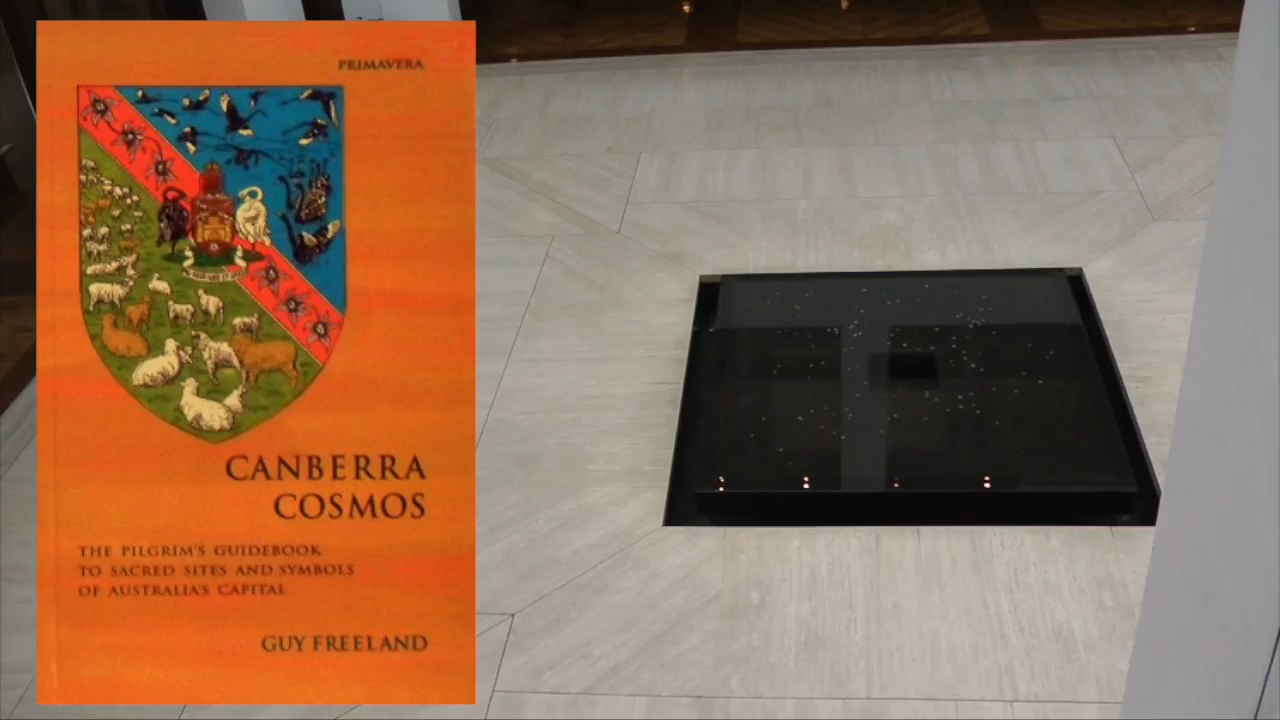 PRIMAVERA
CANBERRA
COSMOS
THE PILGRIM'S GUIDEBOOK
TO SACRED SITES AND SYMBOLS
OF AUSTRALIA'S CAPITAL
GUY FREELAND